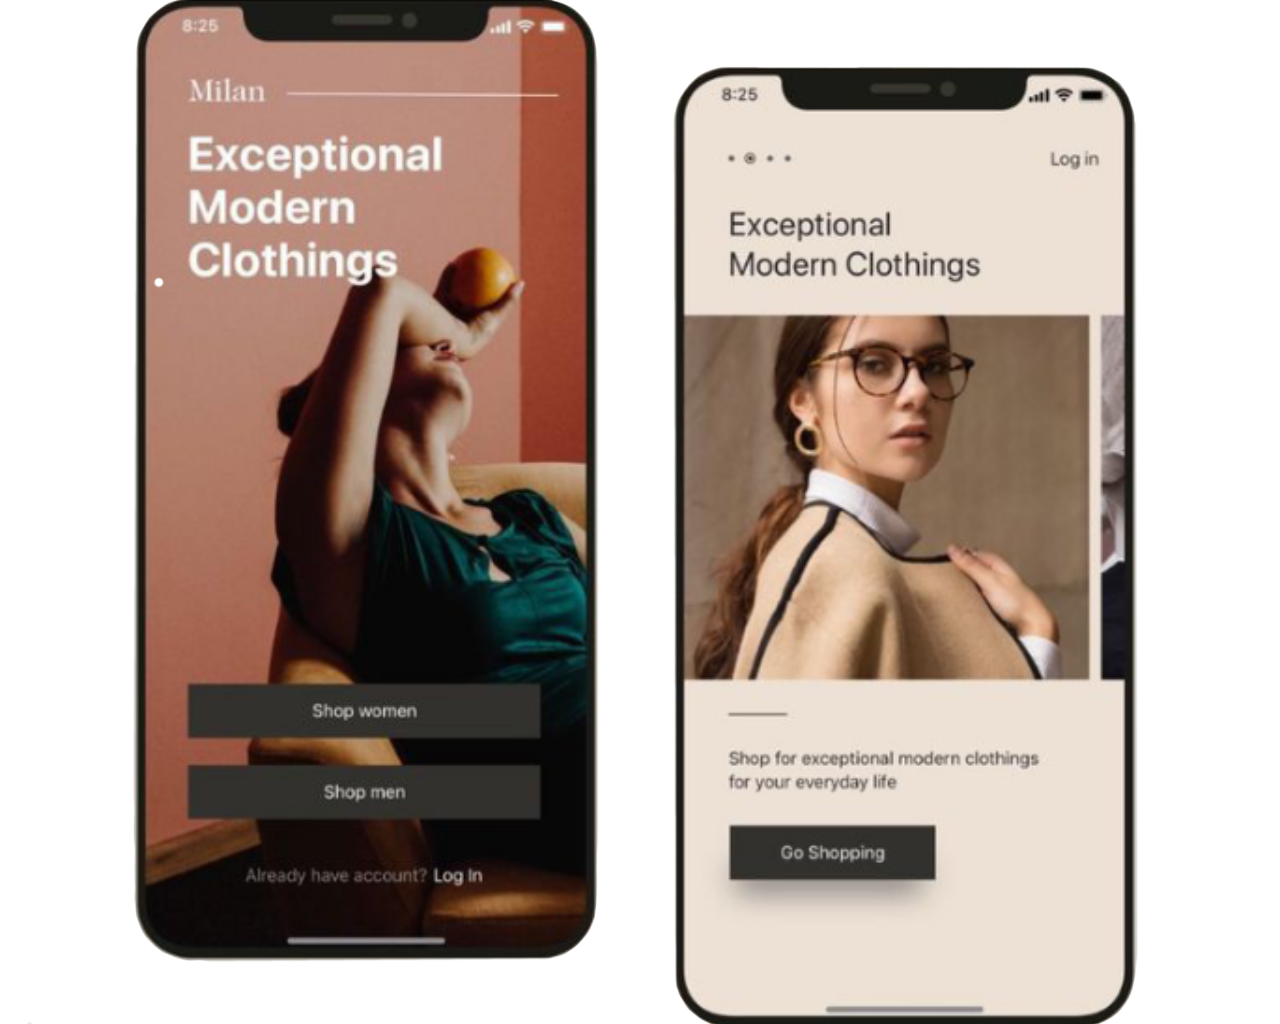 8:25
Milan
Exceptional
Modern
Clothings
Shop women
Shop men
Already have account? Log In
8:25
Log in
Exceptional
Modern Clothings
Shop for exceptional modern clothings
for your everyday life
Go Shopping